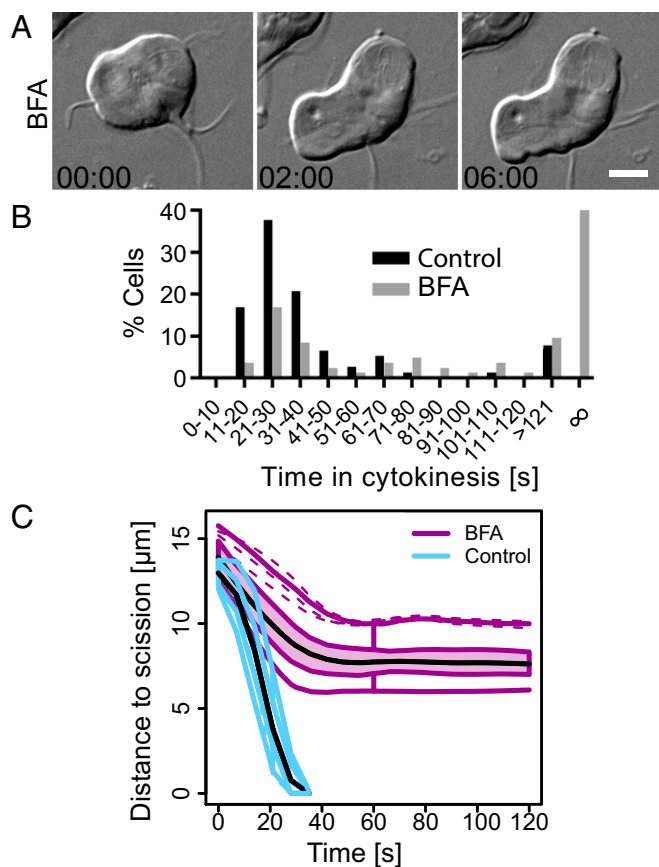 A
BFA
00:00
02:00
06:00
B
% Cells
40
30
20
10
0
Control
BFA
0-10
11-20
21-30
31-40
41-50
51-60
61-70
71-80
81-90
91-100
101-110
111-120
>121
∞
Time in cytokinesis [s]
C
Distance to scission [µm]
15
10
5
0
BFA
Control
0
20
40
60
80
100
120
Time [s]